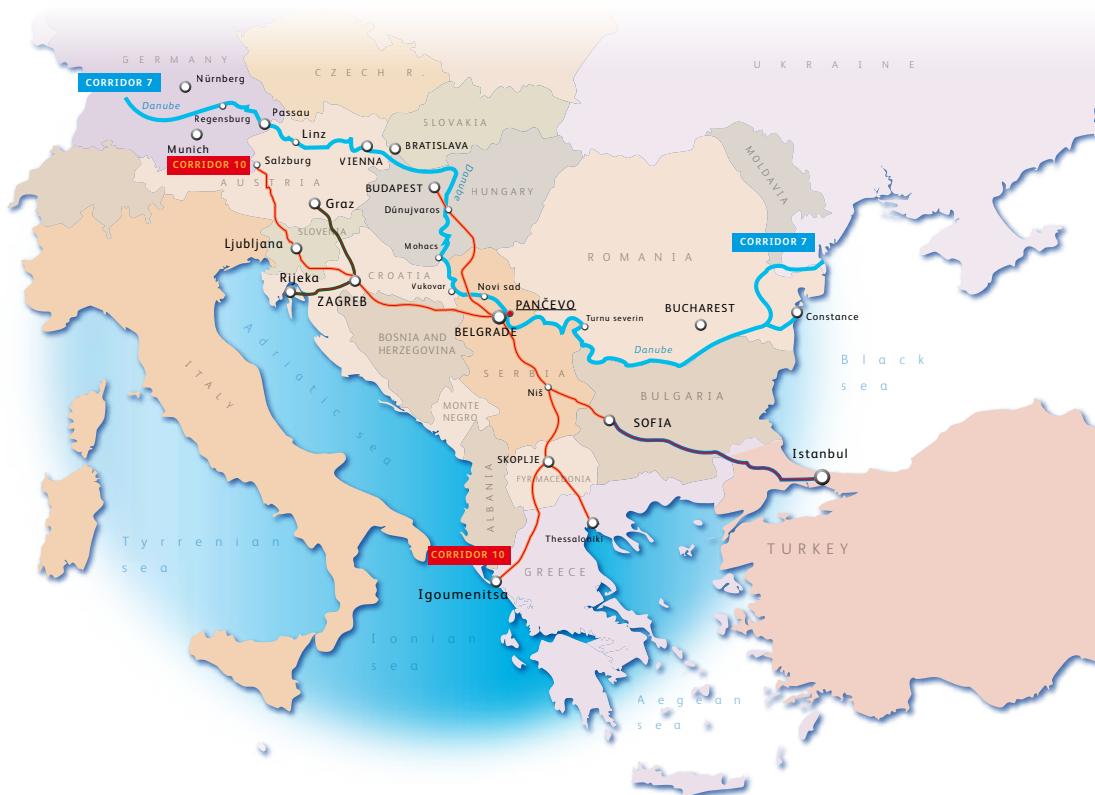 GERMANY
CZECH R.
UKRAINE
CORRIDOR 7
Nürnberg
Danube
Regensburg
Passau
SLOVAKIA
Linz
Munich
VIENNA
BRATISLAVA
CORRIDOR 10
Salzburg
AUSTRIA
MOLDAVIA
BUDAPEST
Danube
HUNGARY
Graz
Dûnujvaros
SLOVENIA
Ljubljana
Mohacs
CORRIDOR 7
ROMANIA
Rijeka
CROATIA
Vukovar
Novi sad
ZAGREB
PANČEVO
BUCHAREST
Constance
Turnu severin
BELGRADE
BOSNIA AND
HERZEGOVINA
Danube
Adriatic sea
ITALY
Black
sea
SERBIA
Niš
BULGARIA
MONTE
NEGRO
SOFIA
SKOPLJE
Istanbul
FYR MACEDONIA
ALBANIA
Tyrrenian
sea
Thessaloniki
TURKEY
CORRIDOR 10
GREECE
Igoumenitsa
Ionian
sea
Aegean
sea